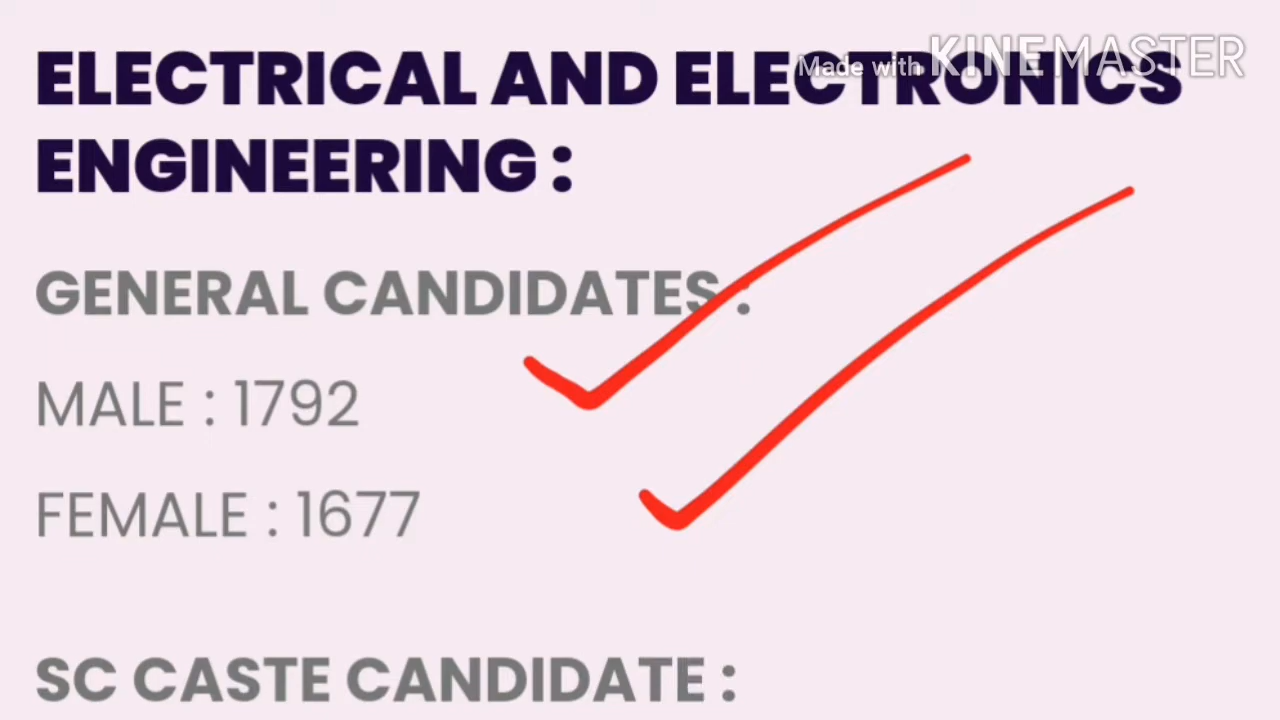 Made with KINEMASTER
ELECTRICAL AND ELECTRONICS
ENGINEERING :
GENERAL CANDIDATES :
MALE : 1792
FEMALE : 1677
SC CASTE CANDIDATE :